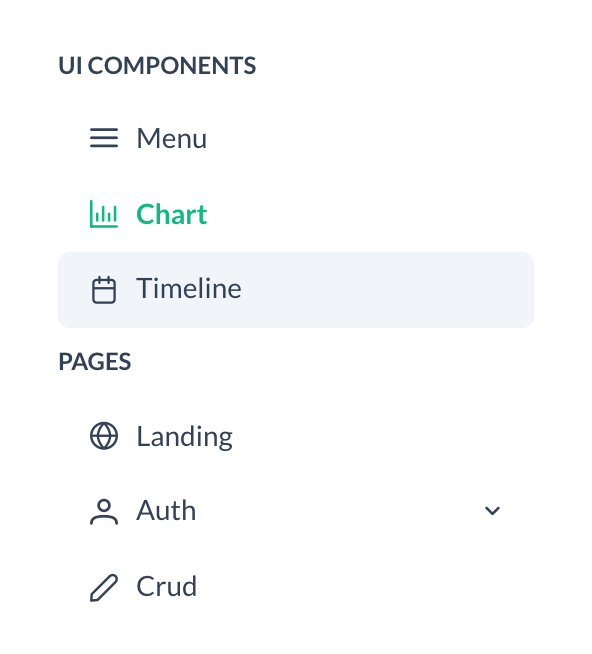 UI COMPONENTS
Menu
Chart
Timeline
PAGES
Landing
Auth
Crud